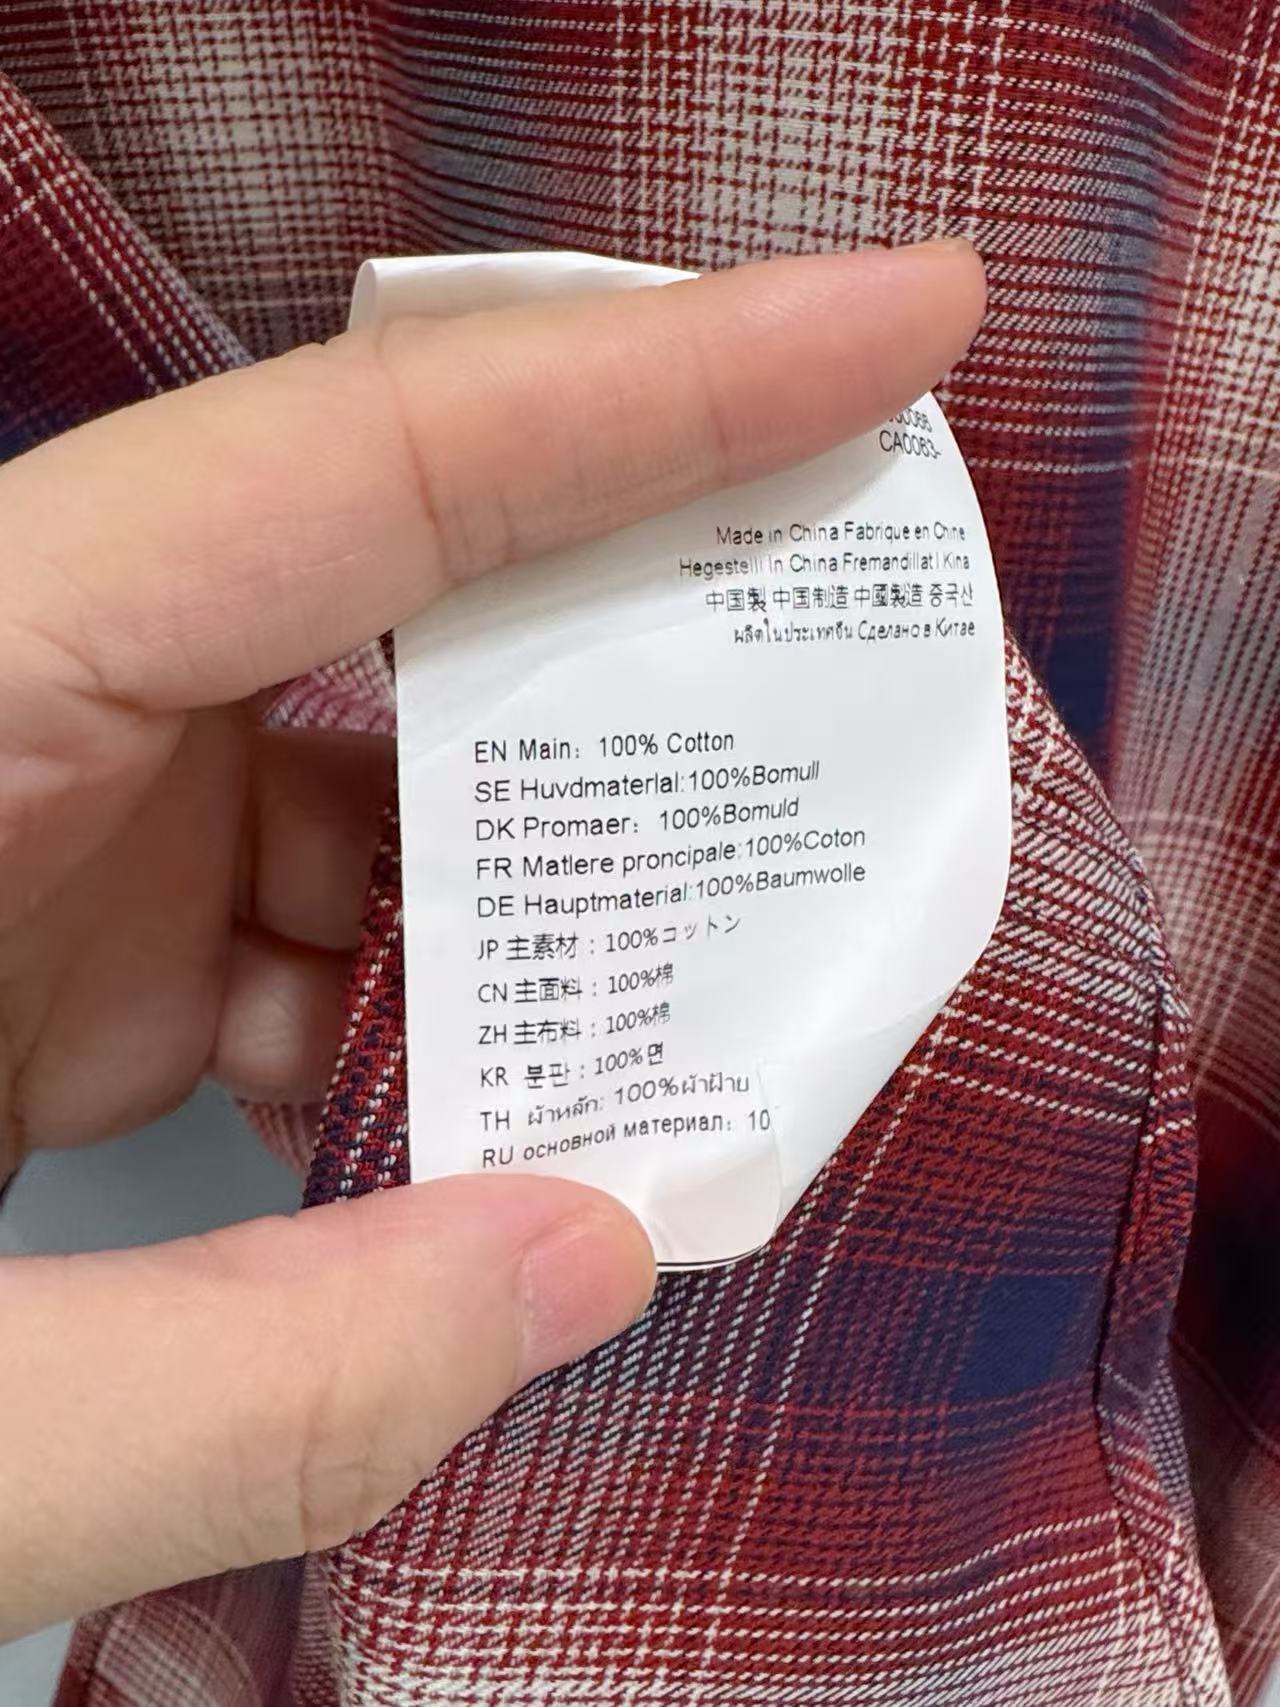 CA0063-
Made in China Fabrique en Chine
Hegestelll In China Fremandillat I Kina
中国製 中国制造 中國製造 중국산
ผลิตในประเทศจีน Сделано в Китае
EN Main: 100% Cotton
SE Huvdmaterlal:100%Bomull
DK Promaer: 100%Bomuld
FR Matlere proncipale:100%Coton
DE Hauptmaterial:100%Baumwolle
JP 主素材：100%コットン
CN 主面料：100%棉
ZH 主布料：100%棉
KR 분판：100%면
TH ผ้าหลัก: 100%ผ้าฝ้าย
RU основной материал: 10